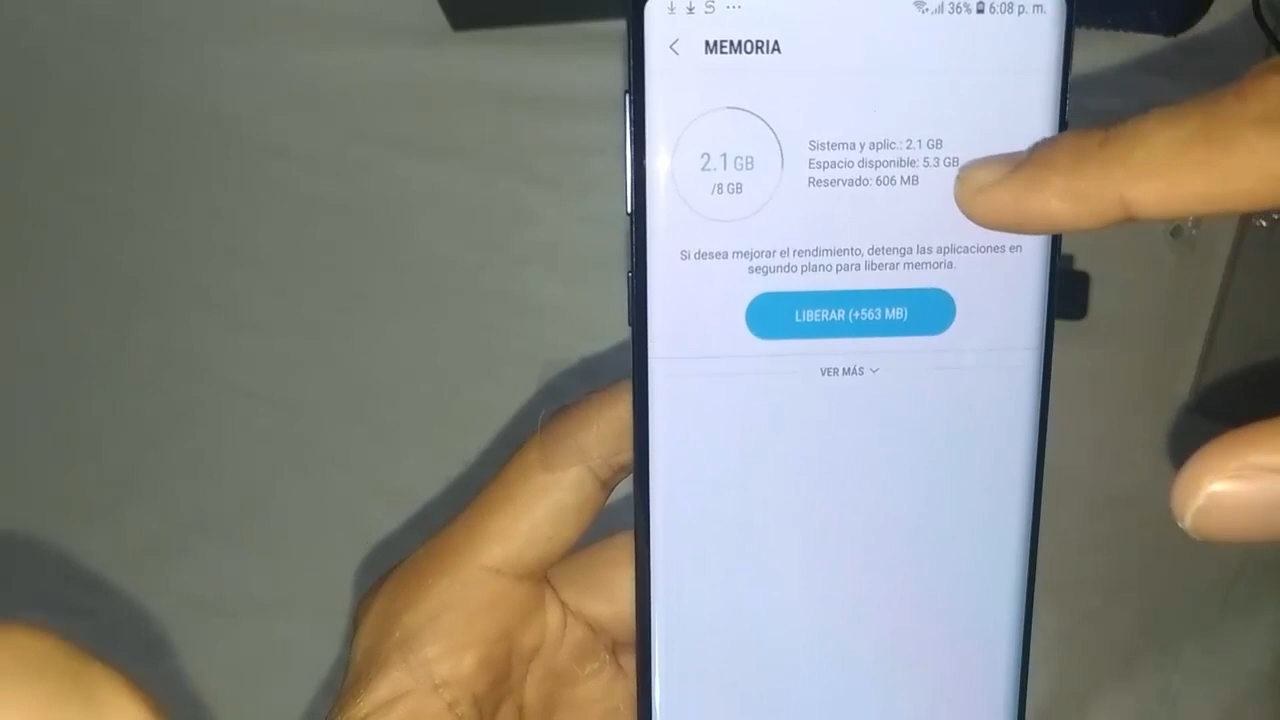 S ... 36% 6:08 p. m.
MEMORIA
2.1 GB
/8 GB
Sistema y aplic.: 2.1 GB
Espacio disponible: 5.3 GB
Reservado: 606 MB
Si desea mejorar el rendimiento, detenga las aplicaciones en
segundo plano para liberar memoria.
LIBERAR (+563 MB)
VER MÁS